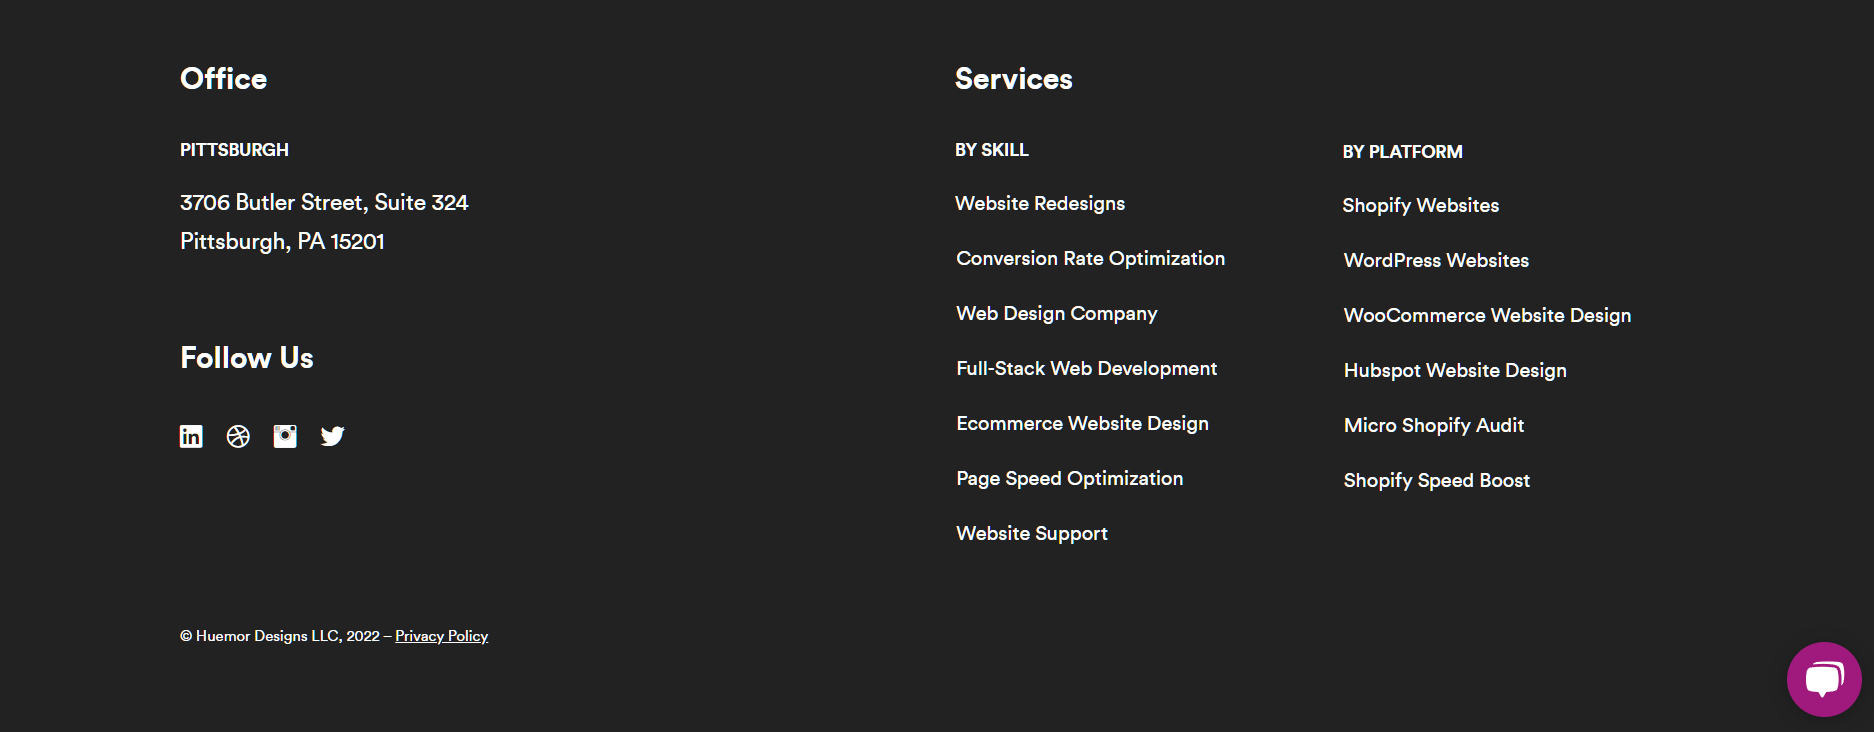 Office
PITTSBURGH
3706 Butler Street, Suite 324
Pittsburgh, PA 15201
Follow Us
in
Services
BY SKILL
Website Redesigns
Conversion Rate Optimization
Web Design Company
Full-Stack Web Development
Ecommerce Website Design
Page Speed Optimization
Website Support
BY PLATFORM
Shopify Websites
WordPress Websites
WooCommerce Website Design
Hubspot Website Design
Micro Shopify Audit
Shopify Speed Boost
© Huemor Designs LLC, 2022 – Privacy Policy